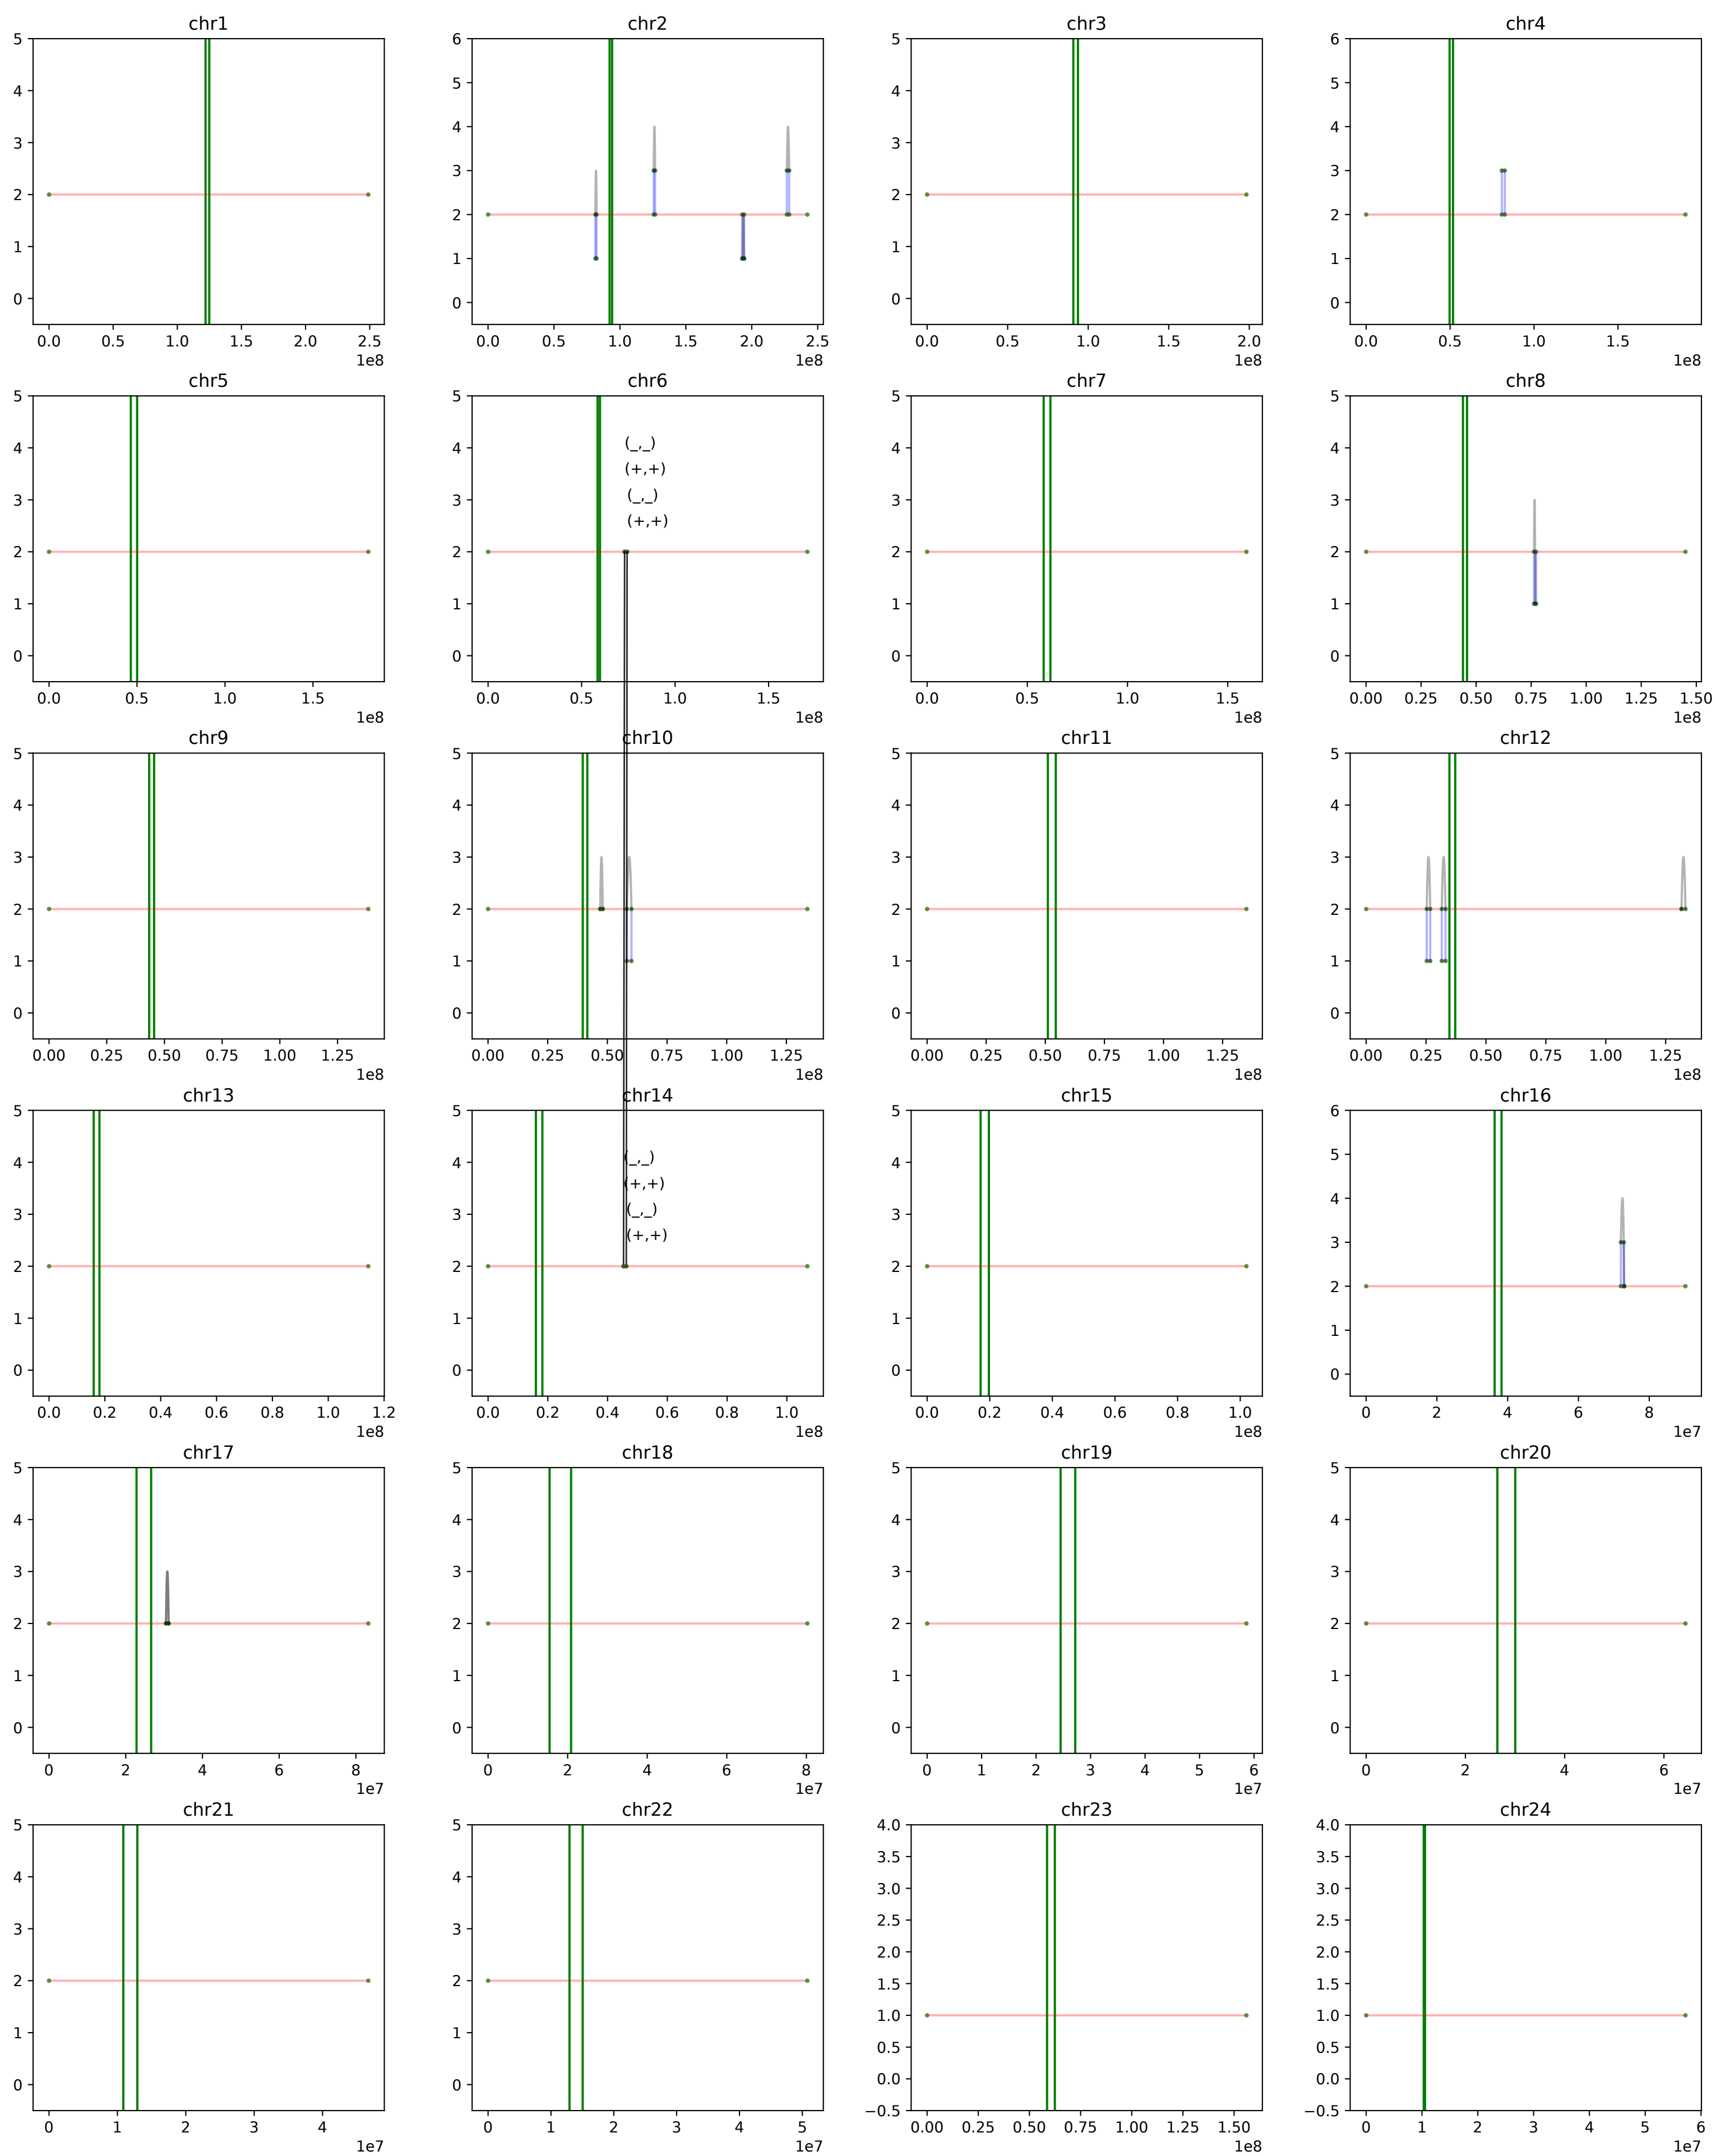 chr1 chr2 chr3 chr4
5 6 5 6
4 5 4 5
3 4 3 4
2 3 2 3
1 2 1 2
0 1 0 1
0 0
0.0 0.5 1.0 1.5 2.0 2.5 0.0 0.5 1.0 1.5 2.0 2.5 0.0 0.5 1.0 1.5 2.0 0.0 0.5 1.0 1.5
1e8 1e8 1e8 1e8
chr5 chr6 chr7 chr8
5 5 5 5
4 (_,_) 4 4 4
(+,+)
3 (_,_) 3 3 3
(+,+)
2 2 2 2
1 1 1 1
0 0 0 0
0.0 0.5 1.0 1.5 0.0 0.5 1.0 1.5 0.0 0.5 1.0 1.5 0.00 0.25 0.50 0.75 1.00 1.25 1.50
1e8 1e8 1e8 1e8
chr9 chr10 chr11 chr12
5 5 5 5
4 4 4 4
3 3 3 3
2 2 2 2
1 1 1 1
0 0 0 0
0.00 0.25 0.50 0.75 1.00 1.25 0.00 0.25 0.50 0.75 1.00 1.25 0.00 0.25 0.50 0.75 1.00 1.25 0.00 0.25 0.50 0.75 1.00 1.25
1e8 1e8 1e8 1e8
chr13 chr14 chr15 chr16
5 5 5 6
4 (_,_) 4 4 5
(+,+) 4
3 (_,_) 3 3 3
(+,+)
2 2 2 2
1 1 1 1
0 0 0 0
0.0 0.2 0.4 0.6 0.8 1.0 1.2 0.0 0.2 0.4 0.6 0.8 1.0 0.0 0.2 0.4 0.6 0.8 1.0 0 2 4 6 8
1e8 1e8 1e8 1e7
chr17 chr18 chr19 chr20
5 5 5 5
4 4 4 4
3 3 3 3
2 2 2 2
1 1 1 1
0 0 0 0
0 2 4 6 8 0 2 4 6 8 0 1 2 3 4 5 6 0 2 4 6
1e7 1e7 1e7 1e7
chr21 chr22 chr23 chr24
5 5 4.0 4.0
3.5 3.5
4 4 3.0 3.0
3 3 2.5 2.5
2.0 2.0
2 2 1.5 1.5
1.0 1.0
1 1 0.5 0.5
0 0 0.0 0.0
−0.5 −0.5
0 1 2 3 4 0 1 2 3 4 5 0.00 0.25 0.50 0.75 1.00 1.25 1.50 0 1 2 3 4 5 6
1e7 1e7 1e8 1e7